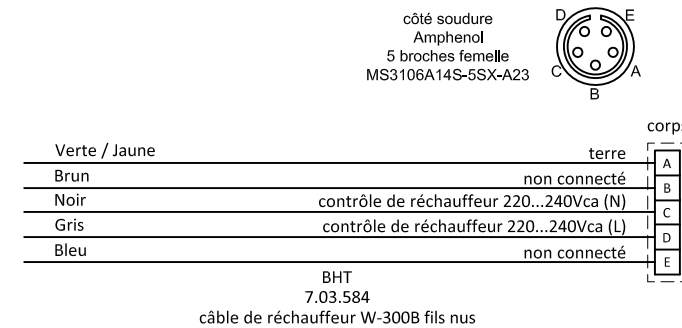 côté soudure
Amphenol
5 broches femelle
MS3106A14S-5SX-A23
D E
C A
B
corps
Verte / Jaune terre A
Brun non connecté B
Noir contrôle de réchauffeur 220...240Vca (N) C
Gris contrôle de réchauffeur 220...240Vca (L) D
Bleu non connecté E
BHT
7.03.584
câble de réchauffeur W-300B fils nus